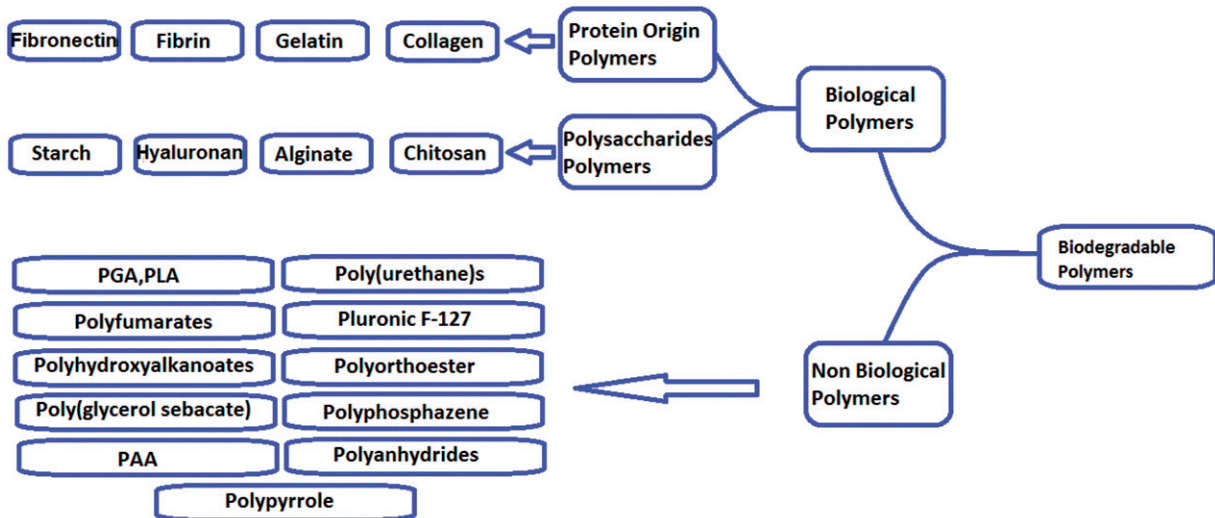 Fibronectin
Fibrin
Gelatin
Collagen
Protein Origin
Polymers
Biological
Polymers
Starch
Hyaluronan
Alginate
Chitosan
Polysaccharides
Polymers
Biodegradable
Polymers
PGA,PLA
Poly(urethane)s
Polyfumarates
Pluronic F-127
Polyhydroxyalkanoates
Polyorthoester
Non Biological
Polymers
Poly(glycerol sebacate)
Polyphosphazene
PAA
Polyanhydrides
Polypyrrole